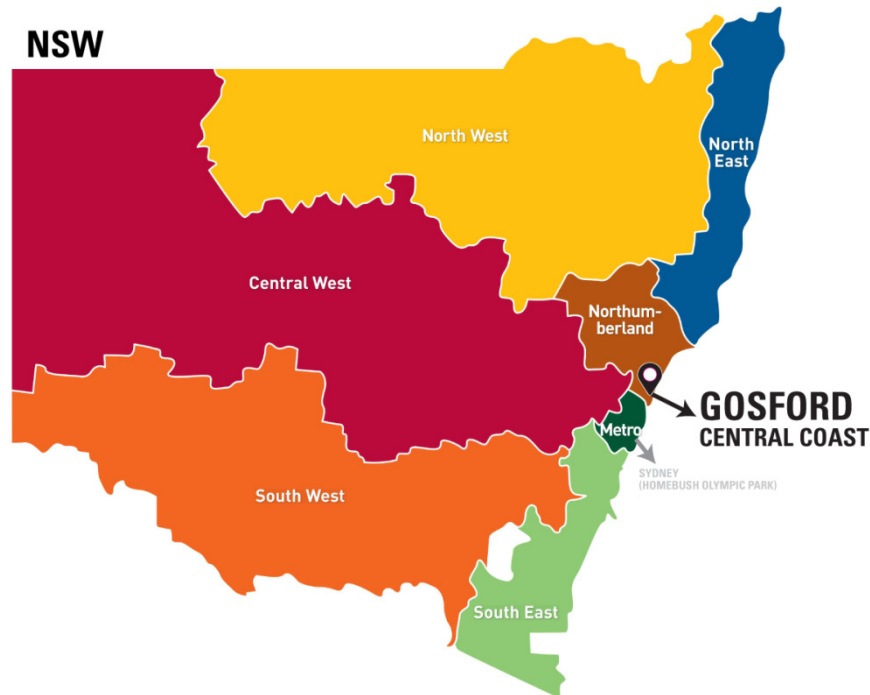 NSW
North West
North
East
Central West
Northum-
berland
GOSFORD
CENTRAL COAST
Metro
SYDNEY
(HOMEBUSH OLYMPIC PARK)
South West
South East